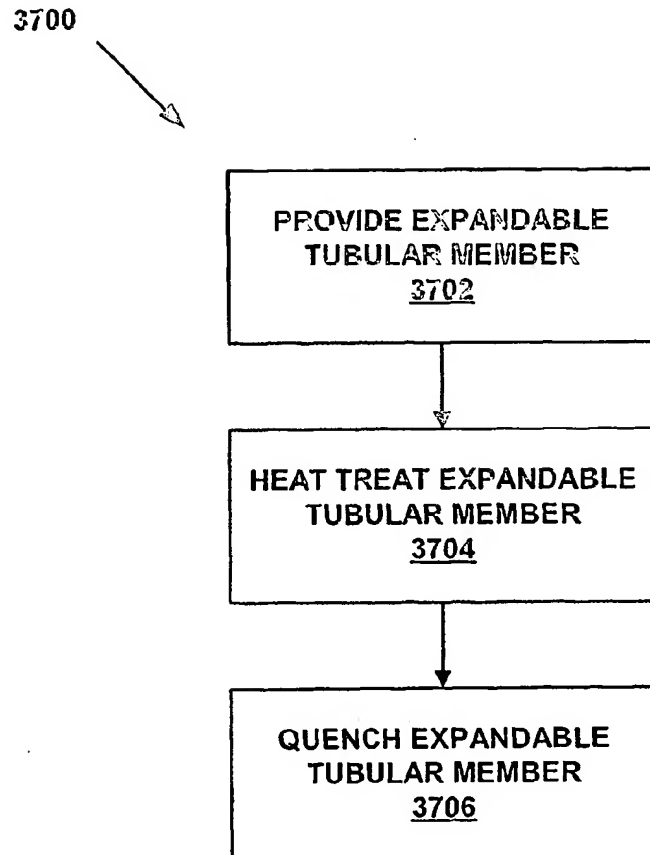 3700
PROVIDE EXPANDABLE
TUBULAR MEMBER
3702
HEAT TREAT EXPANDABLE
TUBULAR MEMBER
3704
QUENCH EXPANDABLE
TUBULAR MEMBER
3706